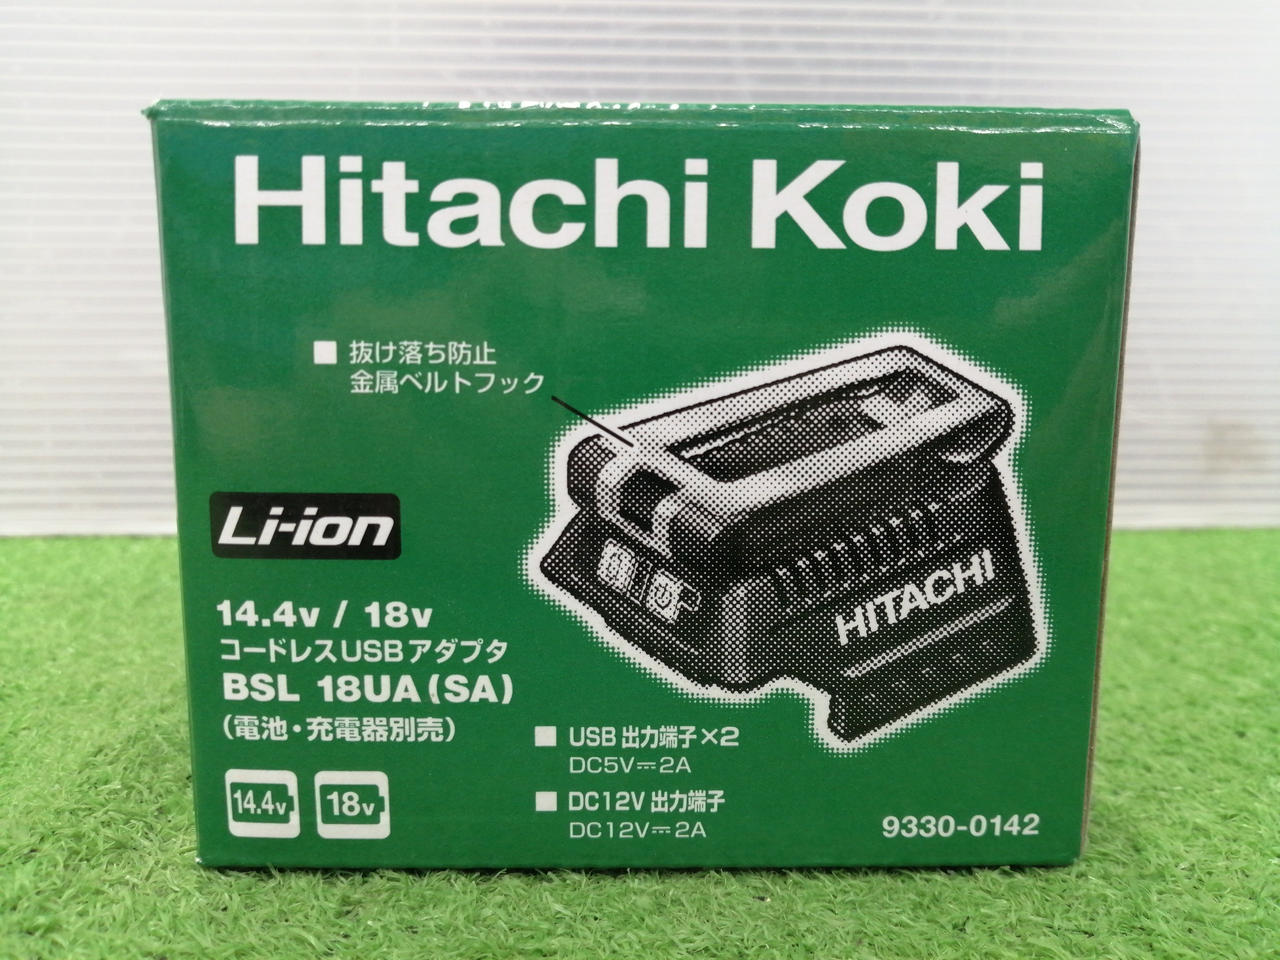 Hitachi Koki
■ 抜け落ち防止
金属ベルトフック
Li-ion
HITACHI
14.4v / 18v
コードレスUSBアダプタ
BSL 18UA(SA)
(電池・充電器別売)
■ USB出力端子×2
DC5V⎓2A
■ DC12V出力端子
DC12V⎓2A
14.4v 18v
9330-0142